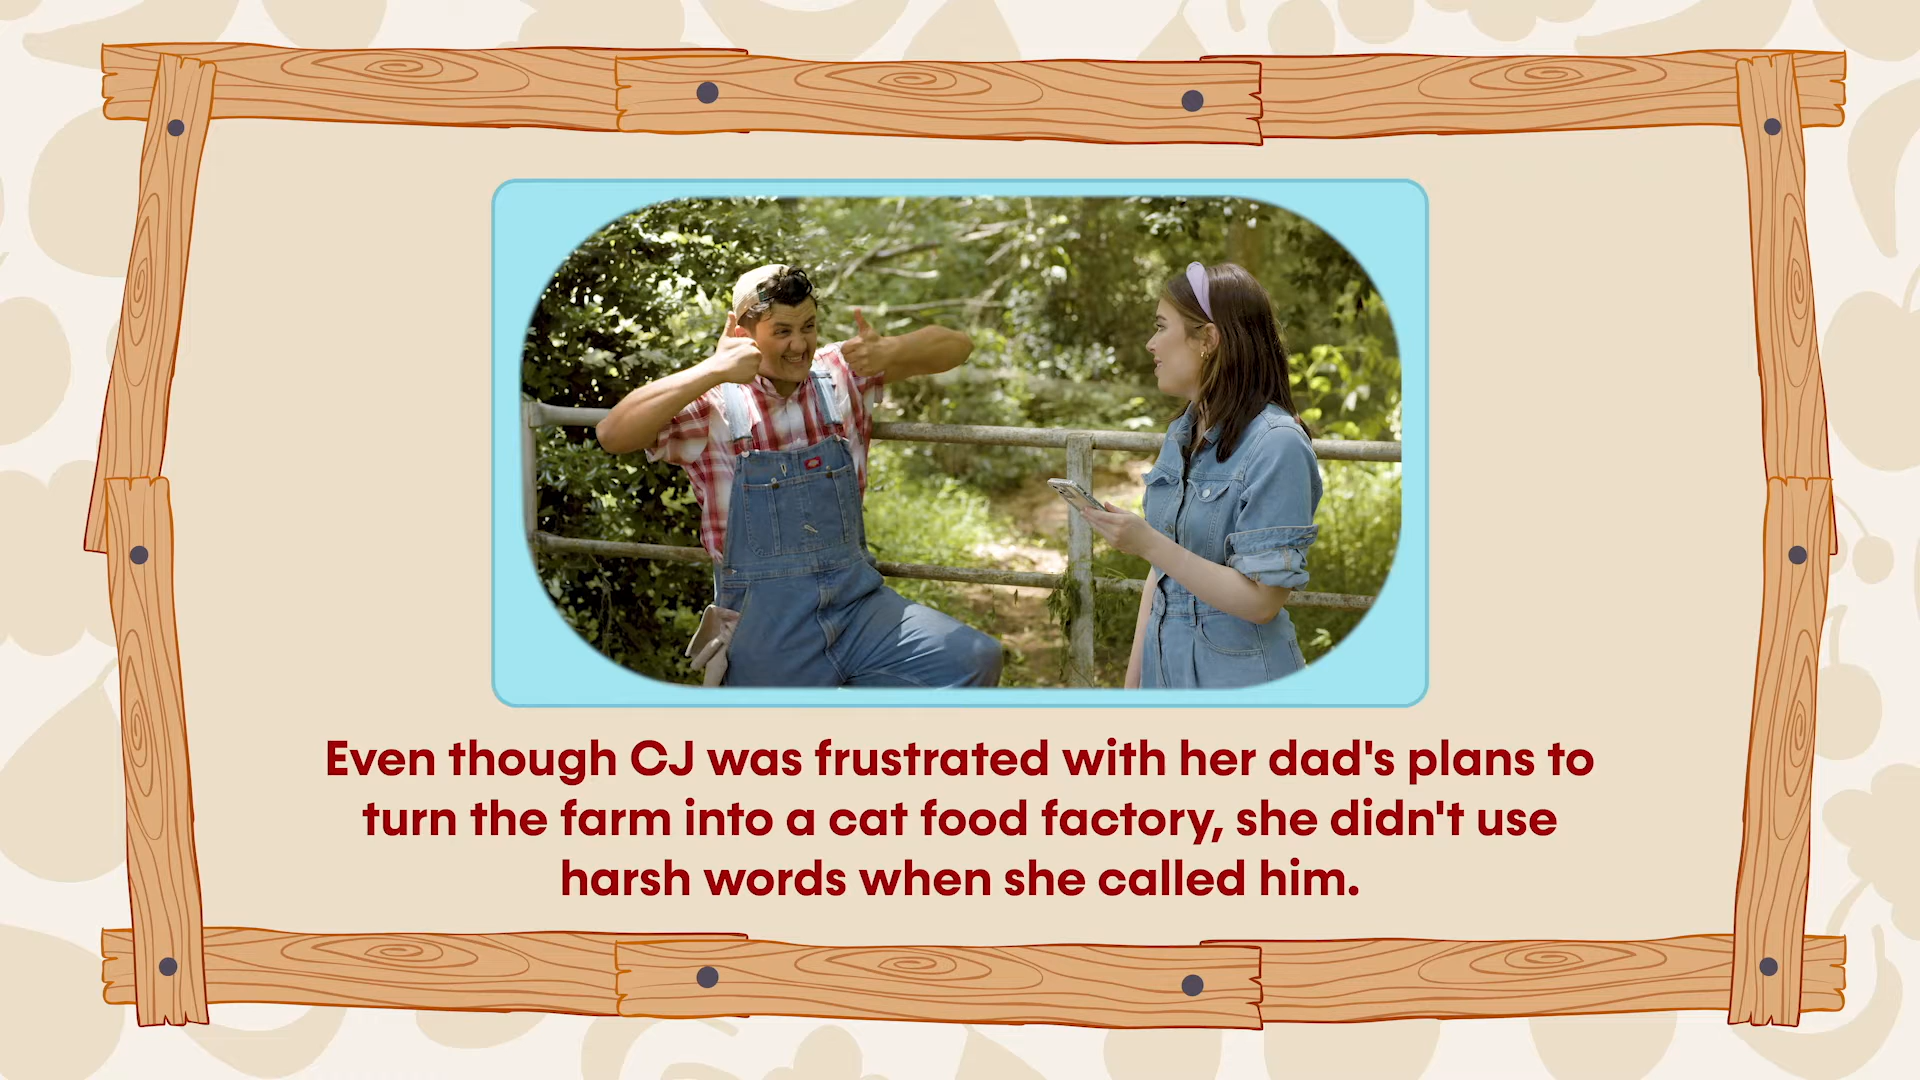 Even though CJ was frustrated with her dad's plans to
turn the farm into a cat food factory, she didn't use
harsh words when she called him.